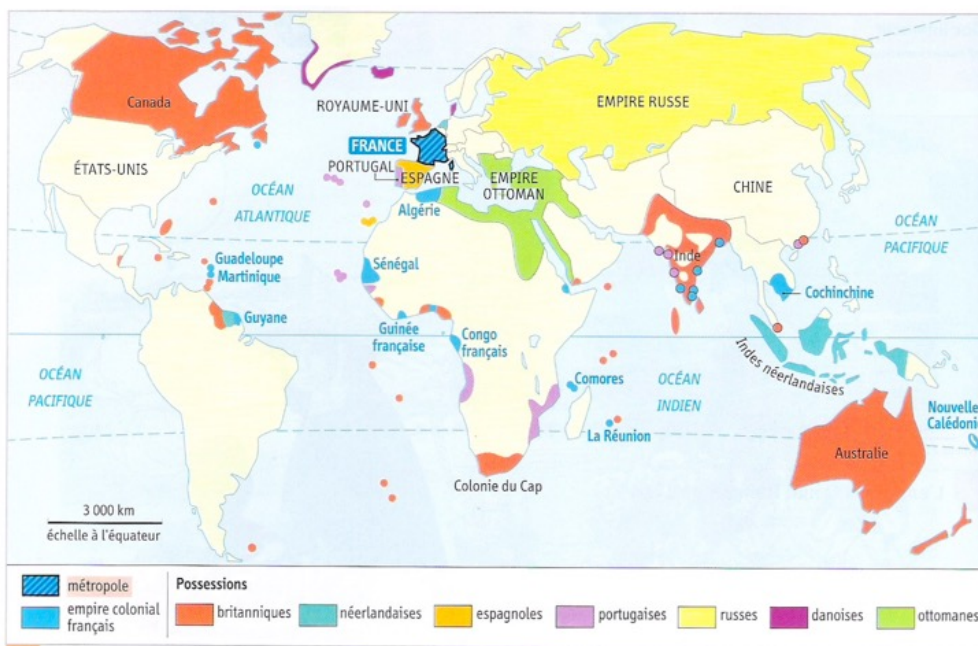 Canada
ROYAUME-UNI
EMPIRE RUSSE
FRANCE
ÉTATS-UNIS
PORTUGAL
ESPAGNE
EMPIRE
OTTOMAN
CHINE
OCÉAN
ATLANTIQUE
Algérie
OCÉAN
PACIFIQUE
Guadeloupe
Martinique
Sénégal
Inde
Cochinchine
Guyane
Guinée
française
Congo
français
Indes néerlandaises
OCÉAN
PACIFIQUE
Comores
OCÉAN
INDIEN
La Réunion
Nouvelle
Calédonie
Australie
Colonie du Cap
3 000 km
échelle à l'équateur
métropole
empire colonial
français
Possessions
britanniques
néerlandaises
espagnoles
portugaises
russes
danoises
ottomanes